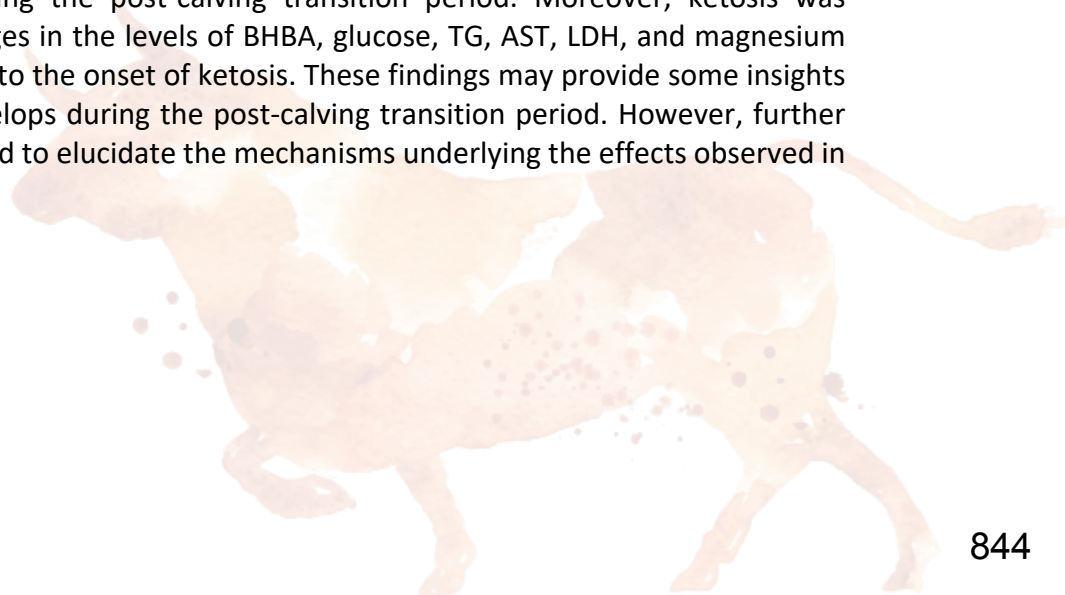 ing the post-calving transition period. Moreover, ketosis was
ges in the levels of BHBA, glucose, TG, AST, LDH, and magnesium
to the onset of ketosis. These findings may provide some insights
elops during the post-calving transition period. However, further
d to elucidate the mechanisms underlying the effects observed in
844